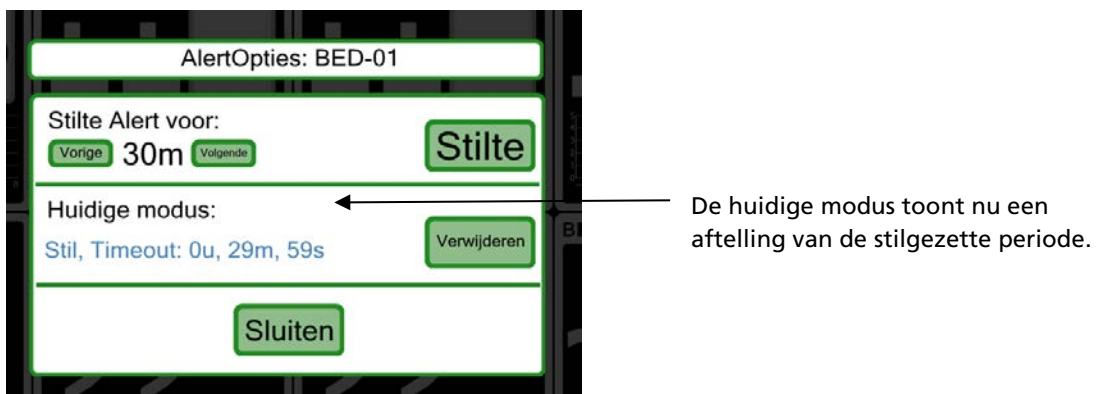 AlertOpties: BED-01
Stilte Alert voor:
Vorige 30m Volgende
Stilte
Huidige modus:
Stil, Timeout: 0u, 29m, 59s
Verwijderen
Sluiten
De huidige modus toont nu een
aftelling van de stilgezette periode.